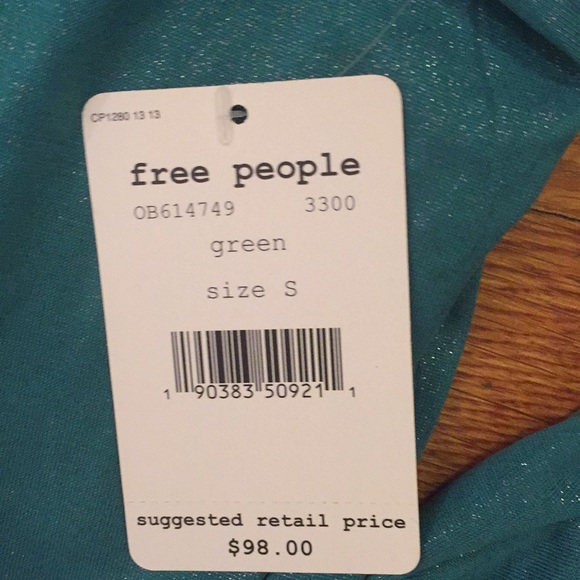 CP1280 13 13
free people
OB614749 3300
green
size S
1 90383 50921 1
suggested retail price
$98.00